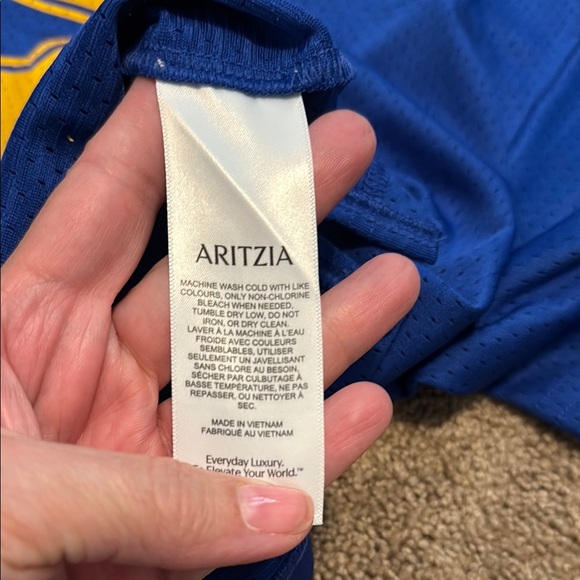 ARITZIA
MACHINE WASH COLD WITH LIKE
COLOURS, ONLY NON-CHLORINE
BLEACH WHEN NEEDED,
TUMBLE DRY LOW, DO NOT
IRON, OR DRY CLEAN.
LAVER À LA MACHINE À L'EAU
FROIDE AVEC COULEURS
SEMBLABLES, UTILISER
SEULEMENT UN JAVELLISANT
SANS CHLORE AU BESOIN,
SÉCHER PAR CULBUTAGE À
BASSE TEMPÉRATURE, NE PAS
REPASSER, OU NETTOYER À
SEC.
MADE IN VIETNAM
FABRIQUÉ AU VIETNAM
Everyday Luxury.
To Elevate Your World.™